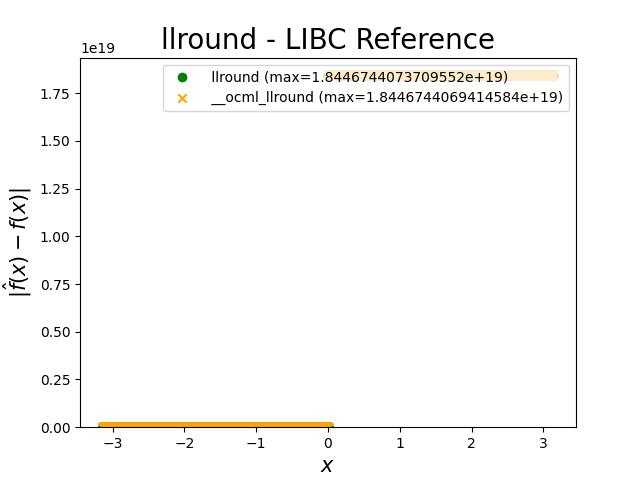 llround - LIBC Reference
1e19
llround (max=1.8446744073709552e+19)
__ocml_llround (max=1.8446744069414584e+19)
1.75
1.50
1.25
1.00
0.75
0.50
0.25
0.00
|f̂(x) − f(x)|
−3
−2
−1
0
1
2
3
x